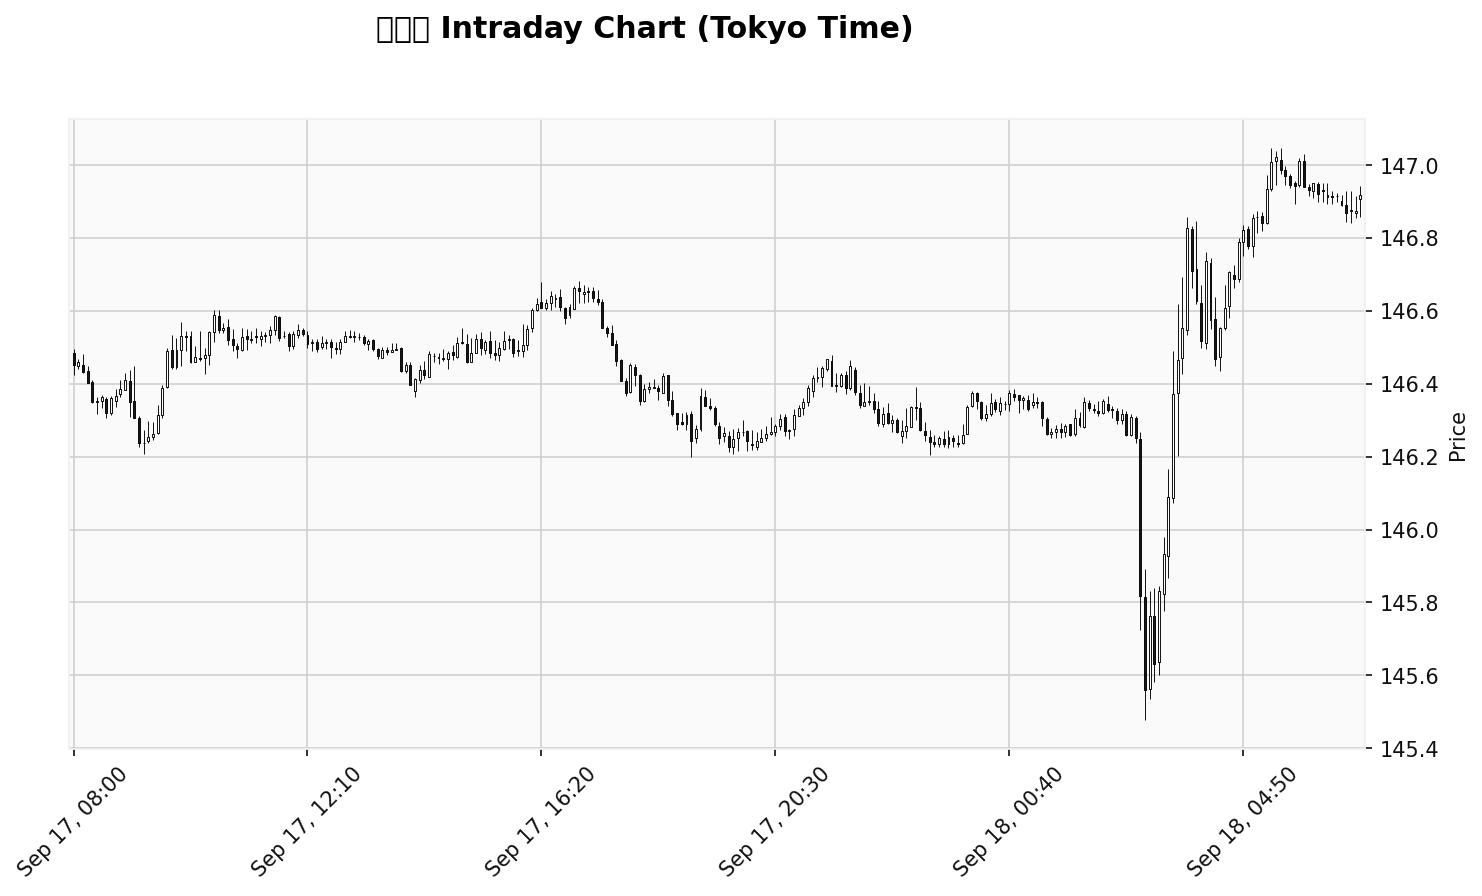 Intraday Chart (Tokyo Time)
147.0
146.8
146.6
146.4
146.2
146.0
145.8
145.6
145.4
Price
Sep 17, 08:00
Sep 17, 12:10
Sep 17, 16:20
Sep 17, 20:30
Sep 18, 00:40
Sep 18, 04:50